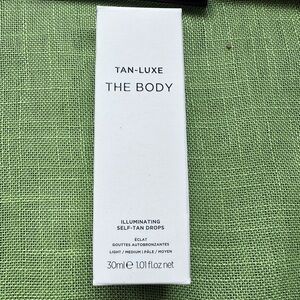 TAN-LUXE
THE BODY
ILLUMINATING
SELF-TAN DROPS
ÉCLAT
GOUTTES AUTOBRONZANTES
LIGHT / MEDIUM | PÂLE / MOYEN
30ml ℮ 1.01 fl.oz net